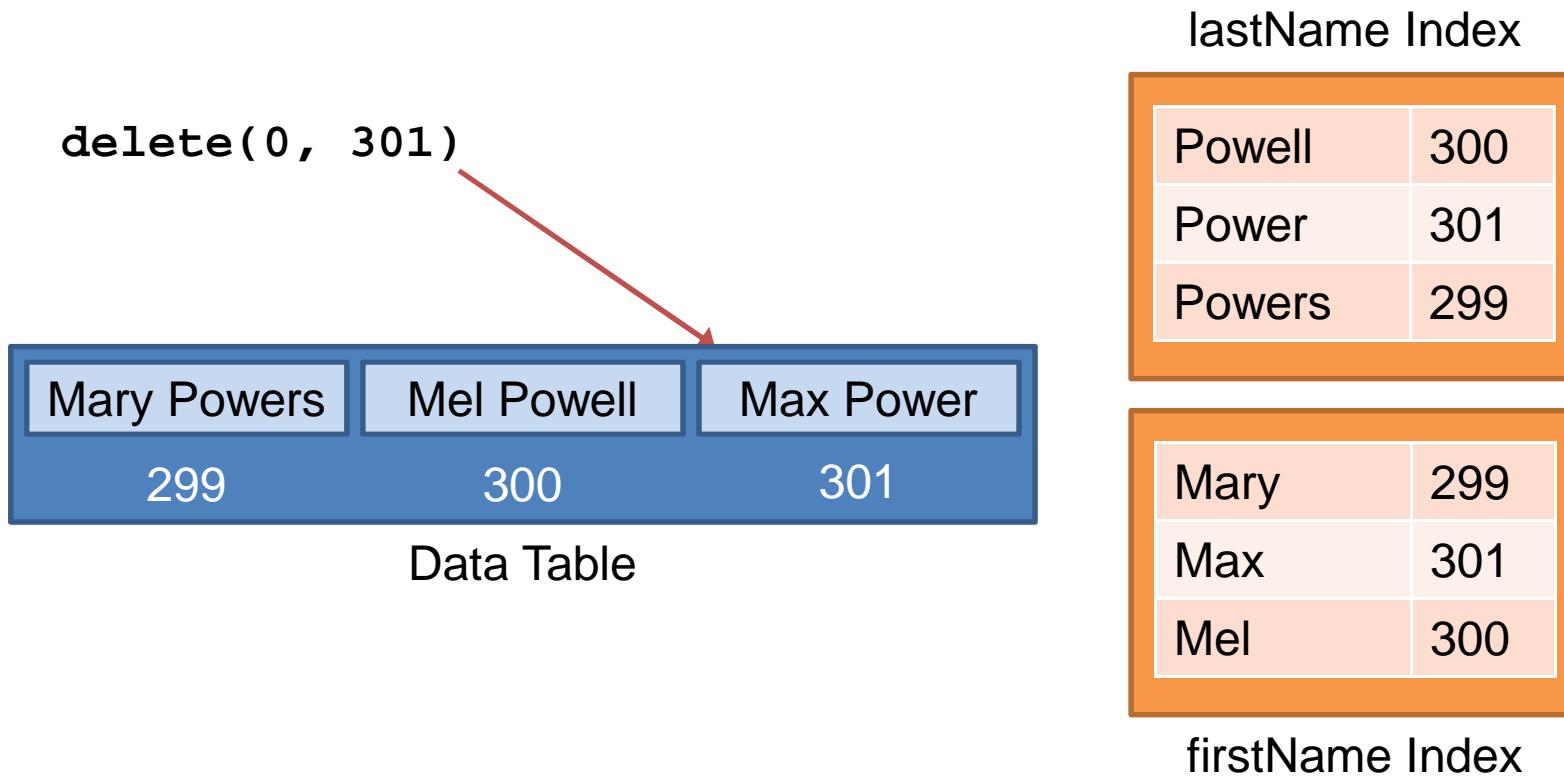 lastName Index
delete(0, 301)
Powell 300
Power 301
Powers 299
Mary Powers Mel Powell Max Power
299 300 301
Data Table
Mary 299
Max 301
Mel 300
firstName Index